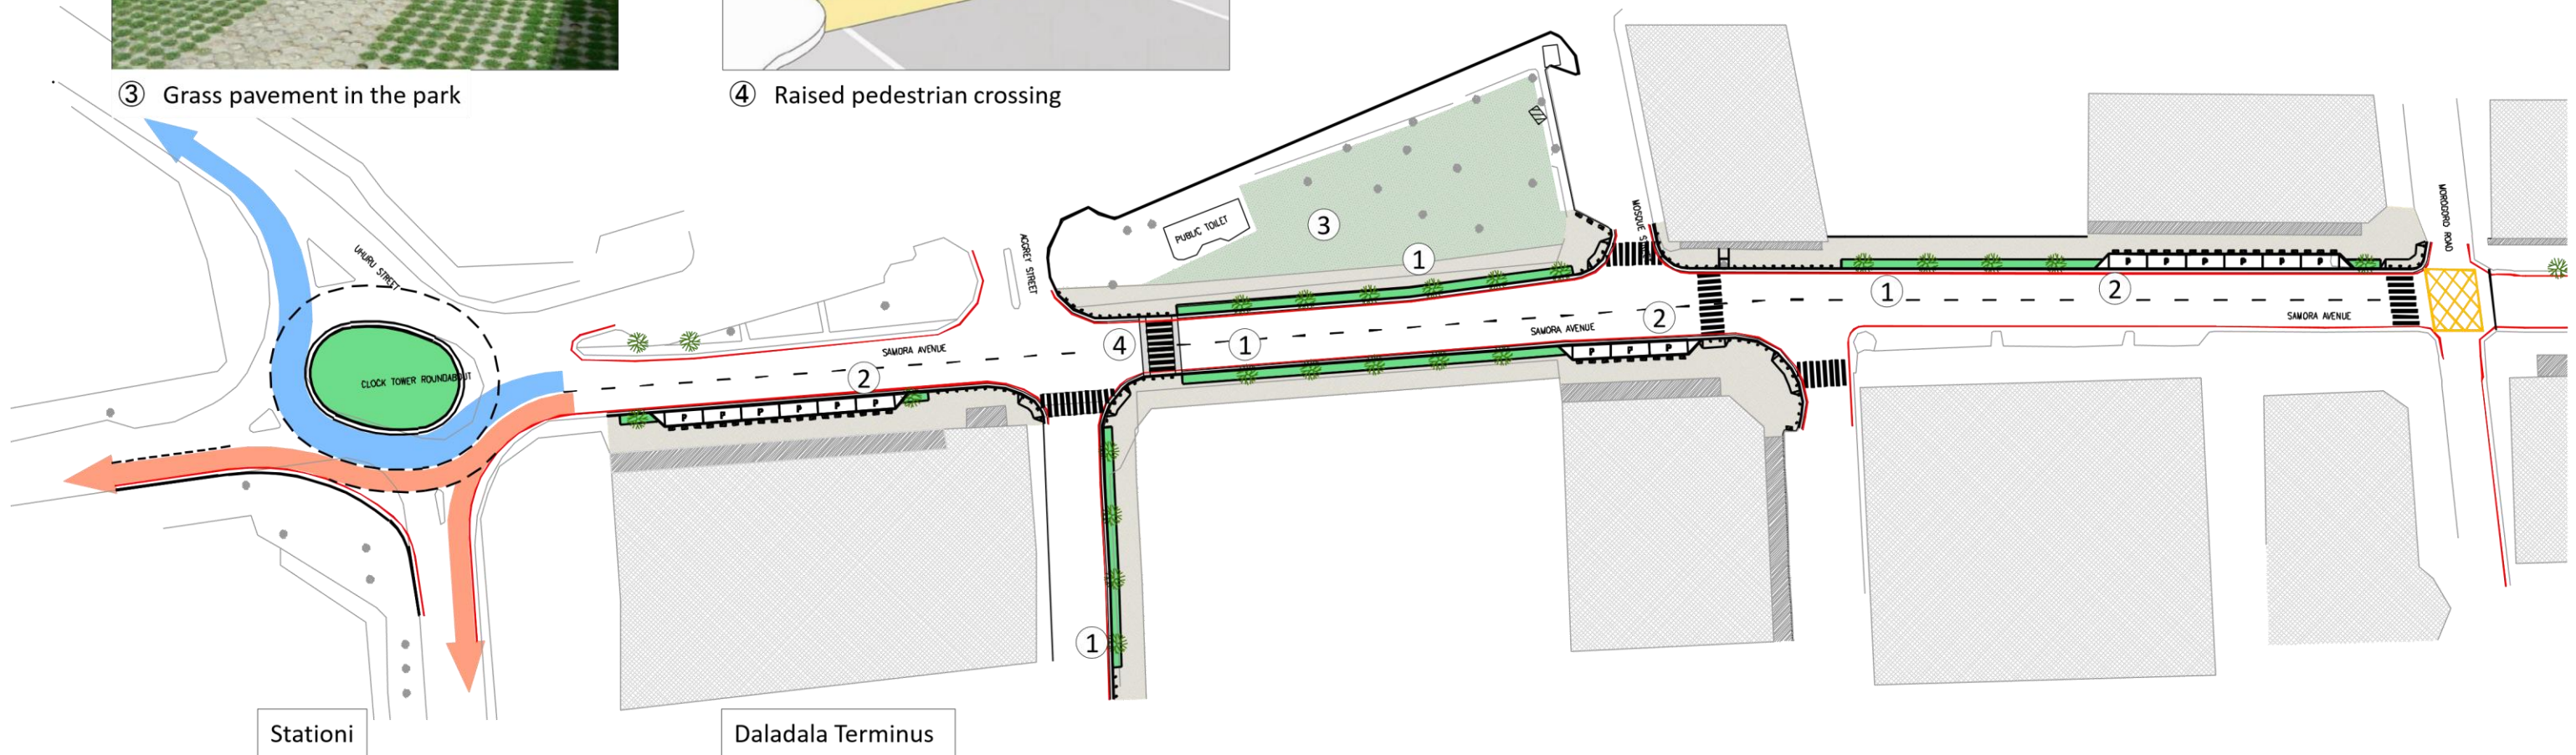 ③ Grass pavement in the park
④ Raised pedestrian crossing
UHURU STREET
CLOCK TOWER ROUNDABOUT
SAMORA AVENUE
AGGREY STREET
PUBLIC TOILET
③
①
④
①
②
P P P P P P P
SAMORA AVENUE
②
P P P
MOSQUE
①
②
P P P P P P
SAMORA AVENUE
MOROGORO ROAD
①
Stationi
Daladala Terminus